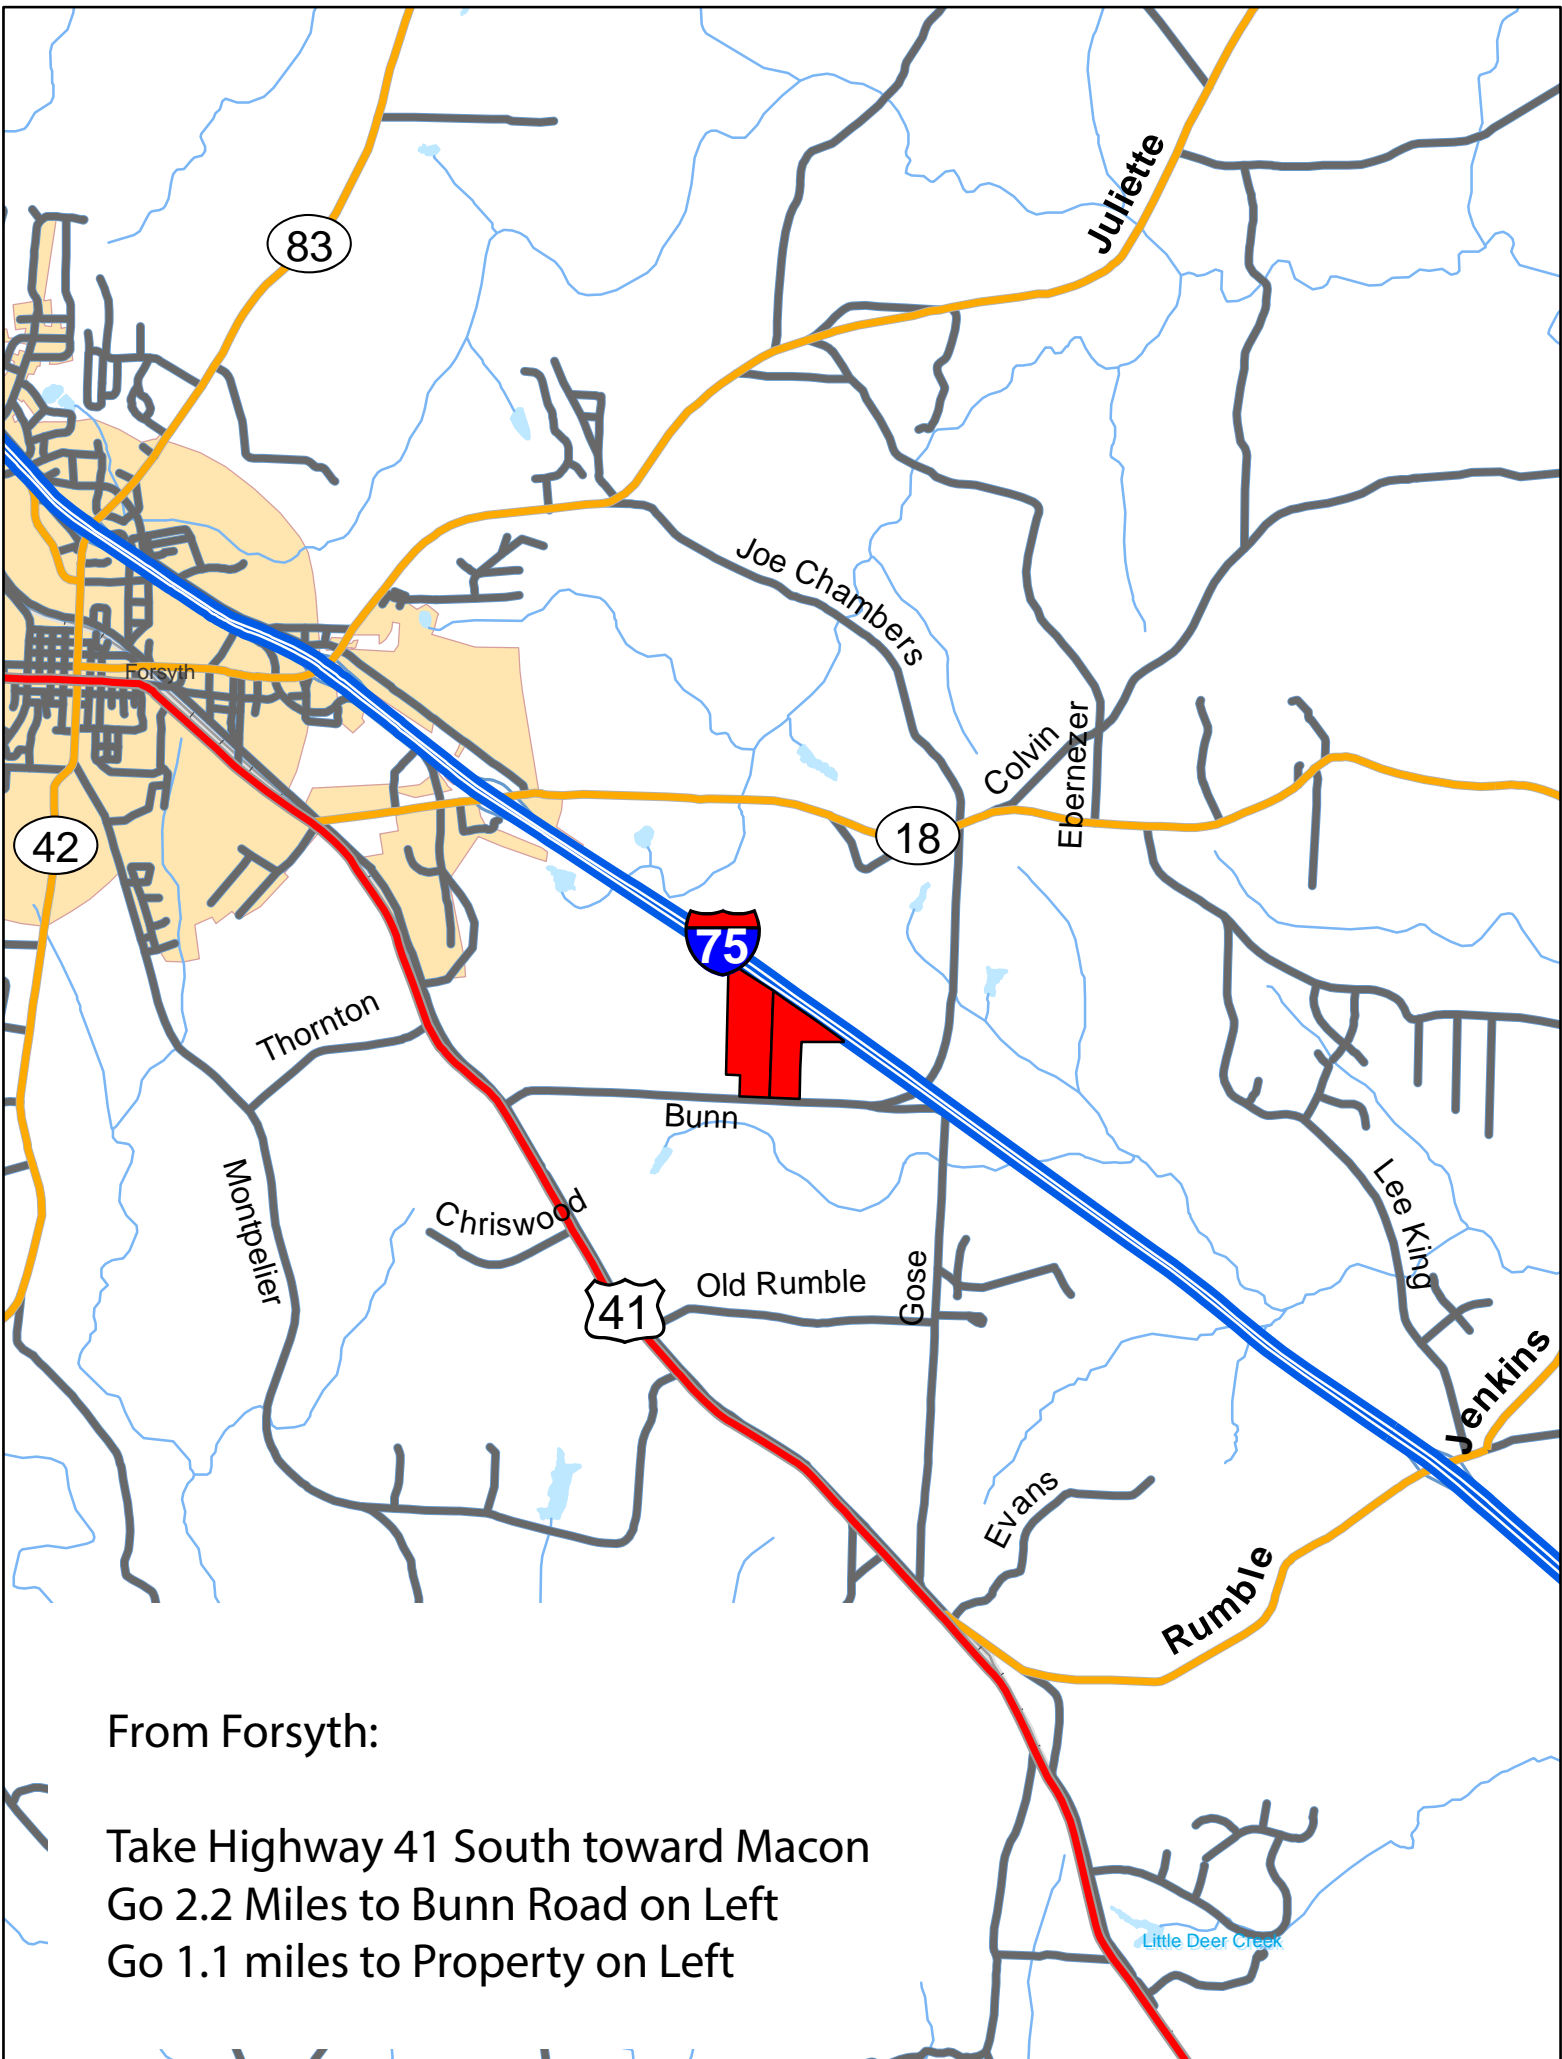 Juliette
83
Joe Chambers
Forsyth
Colvin
Ebernezer
42
18
75
Thornton
Bunn
Montpelier
Chriswood
Lee King
Old Rumble
Gose
41
Jenkins
Evans
Rumble
From Forsyth:
Take Highway 41 South toward Macon
Go 2.2 Miles to Bunn Road on Left
Go 1.1 miles to Property on Left
Little Deer Creek